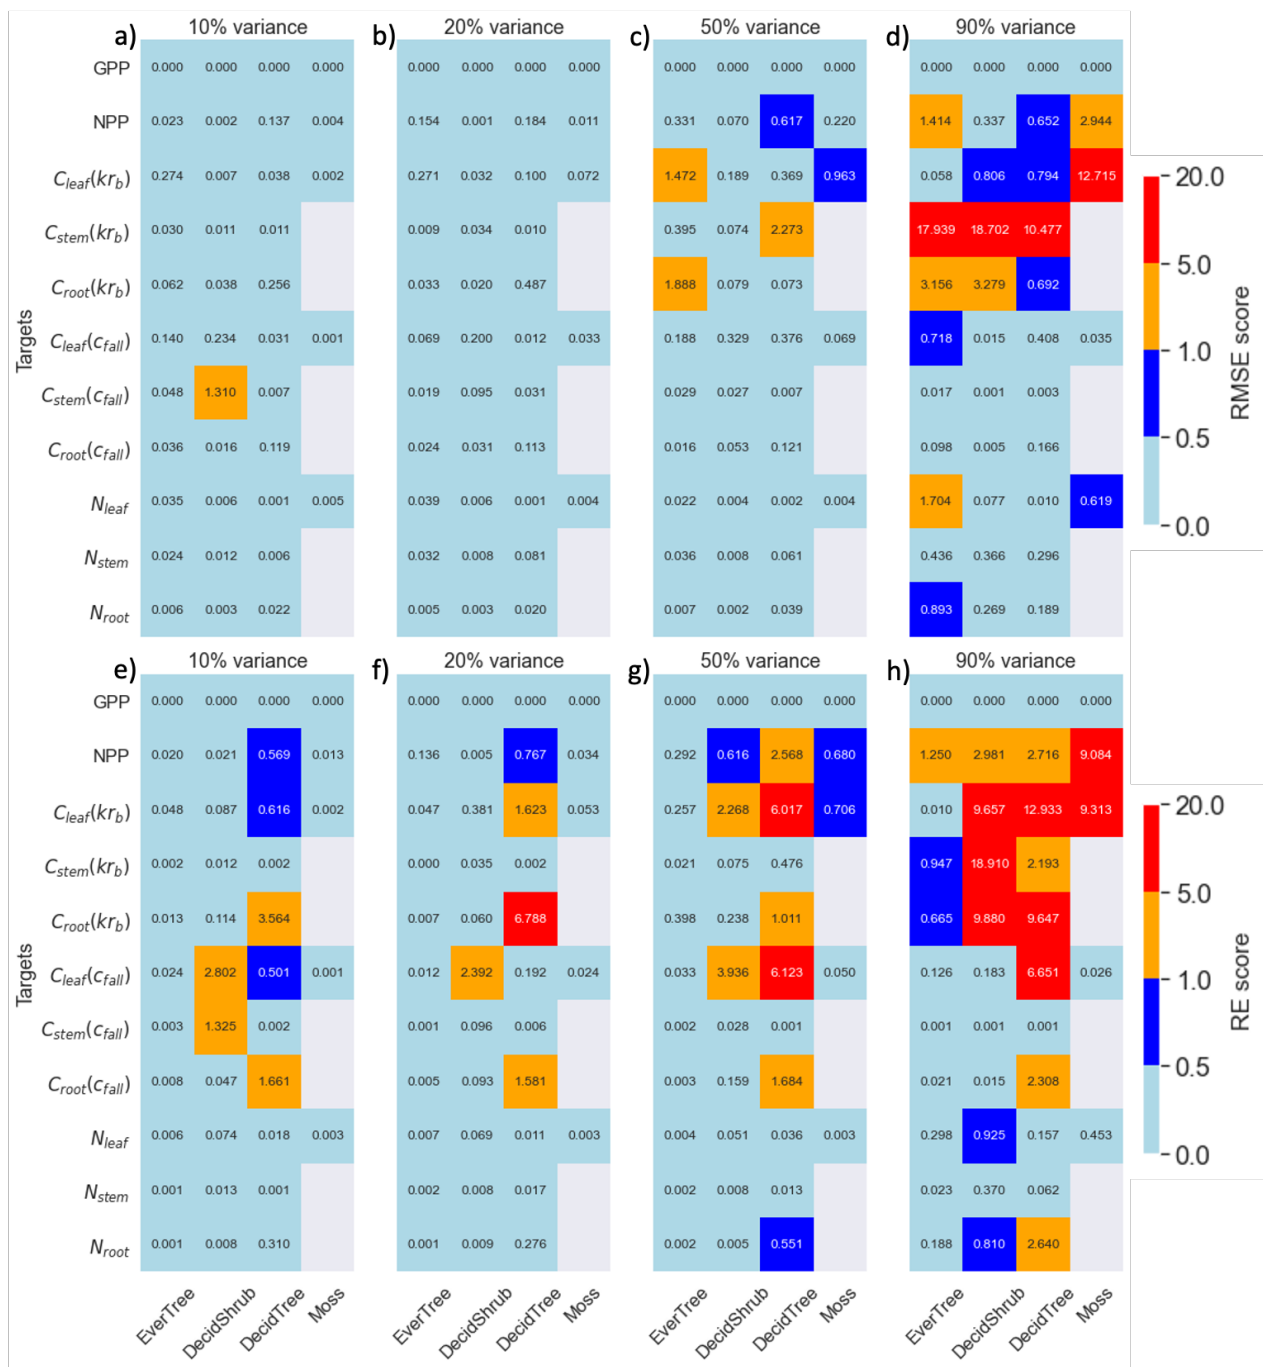 a) 10% variance b) 20% variance c) 50% variance d) 90% variance
GPP 0.000 0.000 0.000 0.000 0.000 0.000 0.000 0.000 0.000 0.000 0.000 0.000 0.000 0.000 0.000 0.000
NPP 0.023 0.002 0.137 0.004 0.154 0.001 0.184 0.011 0.331 0.070 0.617 0.220 1.414 0.337 0.652 2.944
C_leaf(kr_b) 0.274 0.007 0.038 0.002 0.271 0.032 0.100 0.072 1.472 0.189 0.369 0.963 0.058 0.806 0.794 12.715
20.0
C_stem(kr_b) 0.030 0.011 0.011 0.009 0.034 0.010 0.395 0.074 2.273 17.939 18.702 10.477
5.0
C_root(kr_b) 0.062 0.038 0.256 0.033 0.020 0.487 1.888 0.079 0.073 3.156 3.279 0.692
C_leaf(c_fall) 0.140 0.234 0.031 0.001 0.069 0.200 0.012 0.033 0.188 0.329 0.376 0.069 0.718 0.015 0.408 0.035
1.0
C_stem(c_fall) 0.048 1.310 0.007 0.019 0.095 0.031 0.029 0.027 0.007 0.017 0.001 0.003
C_root(c_fall) 0.036 0.016 0.119 0.024 0.031 0.113 0.016 0.053 0.121 0.098 0.005 0.166
0.5
N_leaf 0.035 0.006 0.001 0.005 0.039 0.006 0.001 0.004 0.022 0.004 0.002 0.004 1.704 0.077 0.010 0.619
0.0
N_stem 0.024 0.012 0.006 0.032 0.008 0.081 0.036 0.008 0.061 0.436 0.366 0.296
N_root 0.006 0.003 0.022 0.005 0.003 0.020 0.007 0.002 0.039 0.893 0.269 0.189
Targets
RMSE score
e) 10% variance f) 20% variance g) 50% variance h) 90% variance
GPP 0.000 0.000 0.000 0.000 0.000 0.000 0.000 0.000 0.000 0.000 0.000 0.000 0.000 0.000 0.000 0.000
NPP 0.020 0.021 0.569 0.013 0.136 0.005 0.767 0.034 0.292 0.616 2.568 0.680 1.250 2.981 2.716 9.084
C_leaf(kr_b) 0.048 0.087 0.616 0.002 0.047 0.381 1.623 0.053 0.257 2.268 6.017 0.706 0.010 9.657 12.933 9.313
20.0
C_stem(kr_b) 0.002 0.012 0.002 0.000 0.035 0.002 0.021 0.075 0.476 0.947 18.910 2.193
5.0
C_root(kr_b) 0.013 0.114 3.564 0.007 0.060 6.788 0.398 0.238 1.011 0.665 9.880 9.647
C_leaf(c_fall) 0.024 2.802 0.501 0.001 0.012 2.392 0.192 0.024 0.033 3.936 6.123 0.050 0.126 0.183 6.651 0.026
1.0
C_stem(c_fall) 0.003 1.325 0.002 0.001 0.096 0.006 0.002 0.028 0.001 0.001 0.001 0.001
0.5
C_root(c_fall) 0.008 0.047 1.661 0.005 0.093 1.581 0.003 0.159 1.684 0.021 0.015 2.308
N_leaf 0.006 0.074 0.018 0.003 0.007 0.069 0.011 0.003 0.004 0.051 0.036 0.003 0.298 0.925 0.157 0.453
0.0
N_stem 0.001 0.013 0.001 0.002 0.008 0.017 0.002 0.008 0.013 0.023 0.370 0.062
N_root 0.001 0.008 0.310 0.001 0.009 0.276 0.002 0.005 0.551 0.188 0.810 2.640
Targets
RE score
EverTree DecidShrub DecidTree Moss EverTree DecidShrub DecidTree Moss EverTree DecidShrub DecidTree Moss EverTree DecidShrub DecidTree Moss